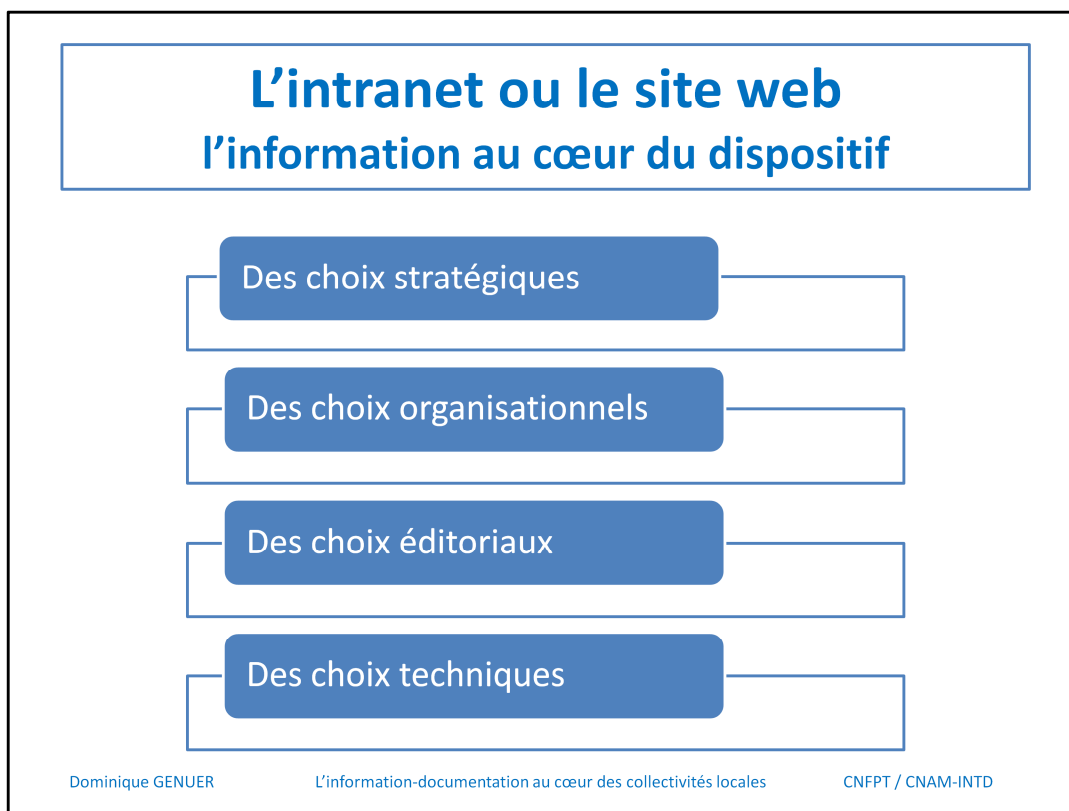 L’intranet ou le site web
l’information au cœur du dispositif
Des choix stratégiques
Des choix organisationnels
Des choix éditoriaux
Des choix techniques
Dominique GENUER L’information-documentation au cœur des collectivités locales CNFPT / CNAM-INTD